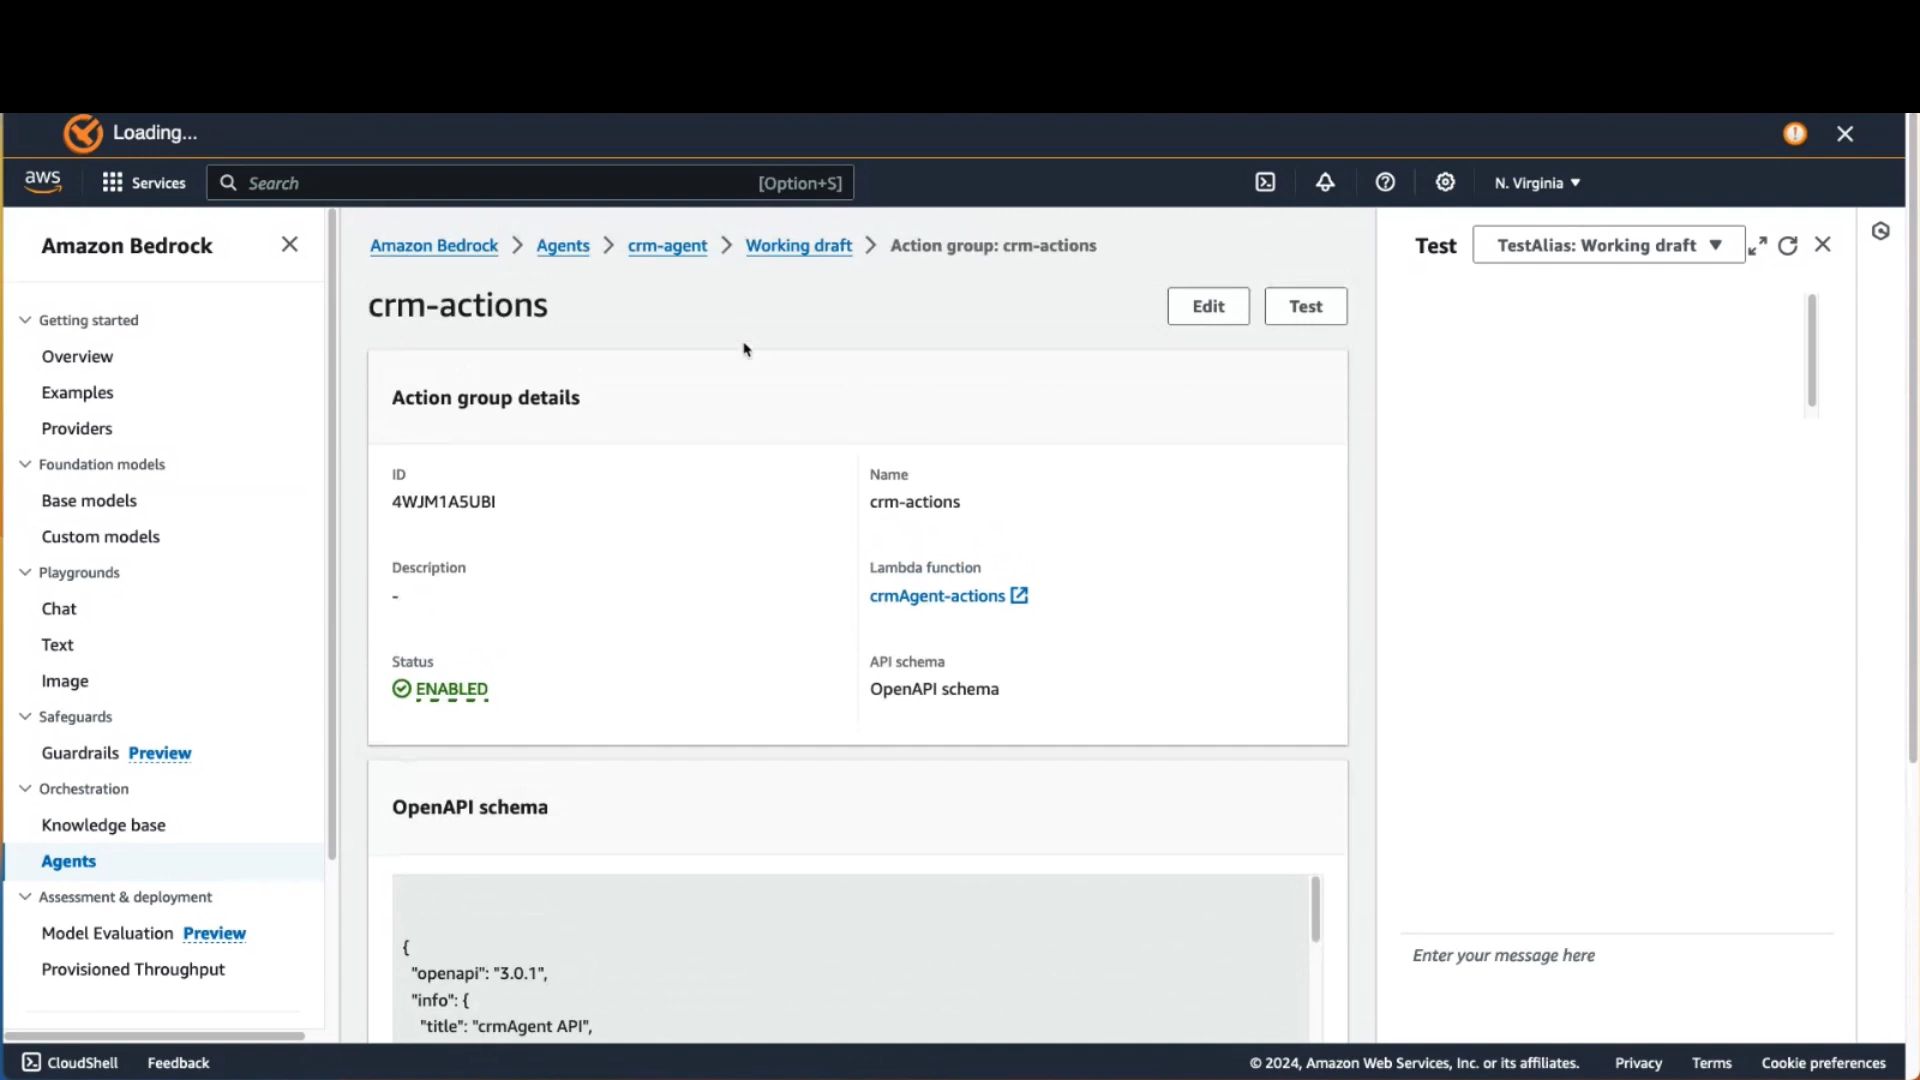 Loading...
aws
Services
Search
[Option+S]
N. Virginia
Amazon Bedrock
Getting started
Overview
Examples
Providers
Foundation models
Base models
Custom models
Playgrounds
Chat
Text
Image
Safeguards
Guardrails Preview
Orchestration
Knowledge base
Agents
Assessment & deployment
Model Evaluation Preview
Provisioned Throughput
Amazon Bedrock > Agents > crm-agent > Working draft > Action group: crm-actions
crm-actions
Edit
Test
Action group details
ID
4WJM1A5UBI
Name
crm-actions
Description
-
Lambda function
crmAgent-actions
Status
ENABLED
API schema
OpenAPI schema
OpenAPI schema
{
"openapi": "3.0.1",
"info": {
"title": "crmAgent API",
Test
TestAlias: Working draft
Enter your message here
CloudShell
Feedback
© 2024, Amazon Web Services, Inc. or its affiliates.
Privacy
Terms
Cookie preferences